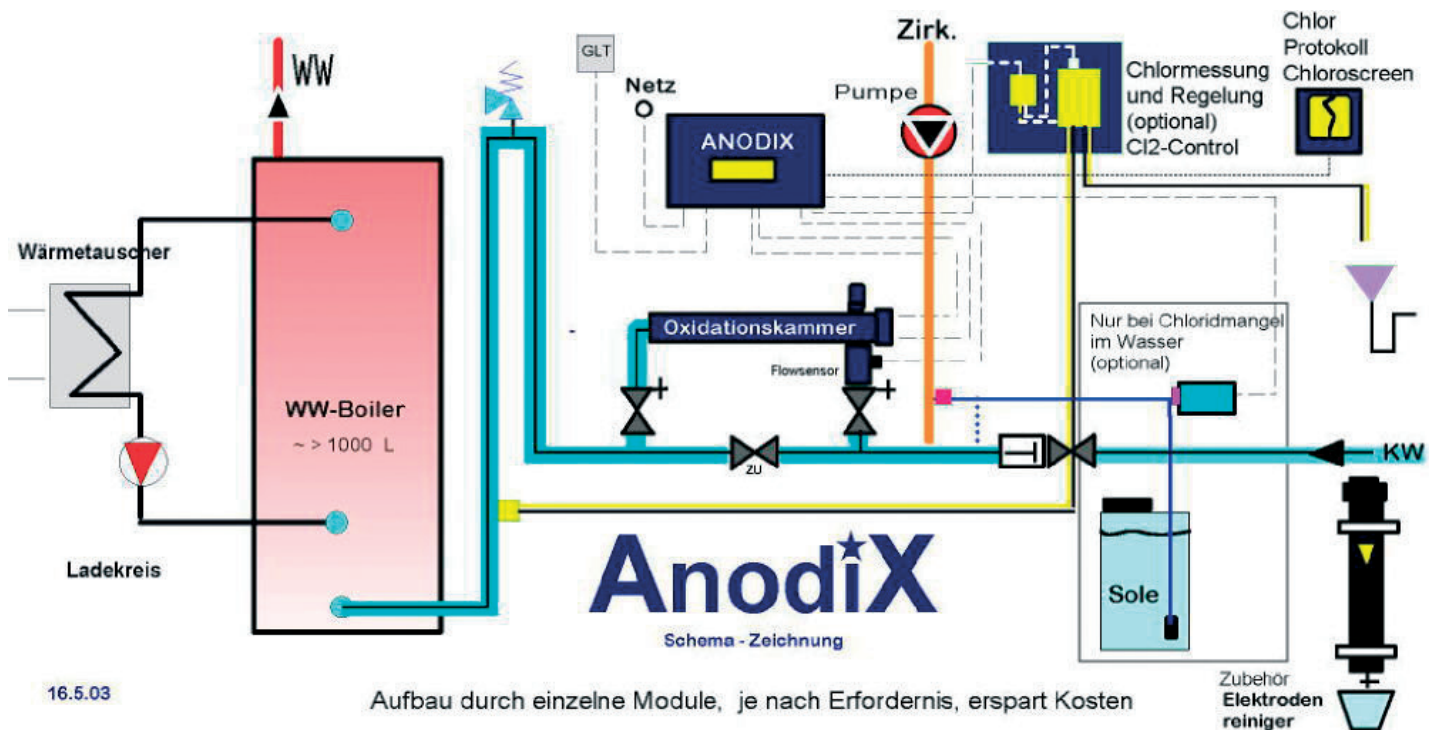 WW
GLT
Netz
Zirk.
Pumpe
ANODIX
Chlormessung
und Regelung
(optional)
Cl2-Control
Chlor
Protokoll
Chloroscreen
Wärmetauscher
Oxidationskammer
Flowsensor
Nur bei Chloridmangel
im Wasser
(optional)
WW-Boiler
~ > 1000 L
ZU
KW
Ladekreis
Sole
AnodiX
Schema - Zeichnung
16.5.03
Aufbau durch einzelne Module, je nach Erfordernis, erspart Kosten
Zubehör
Elektroden
reiniger